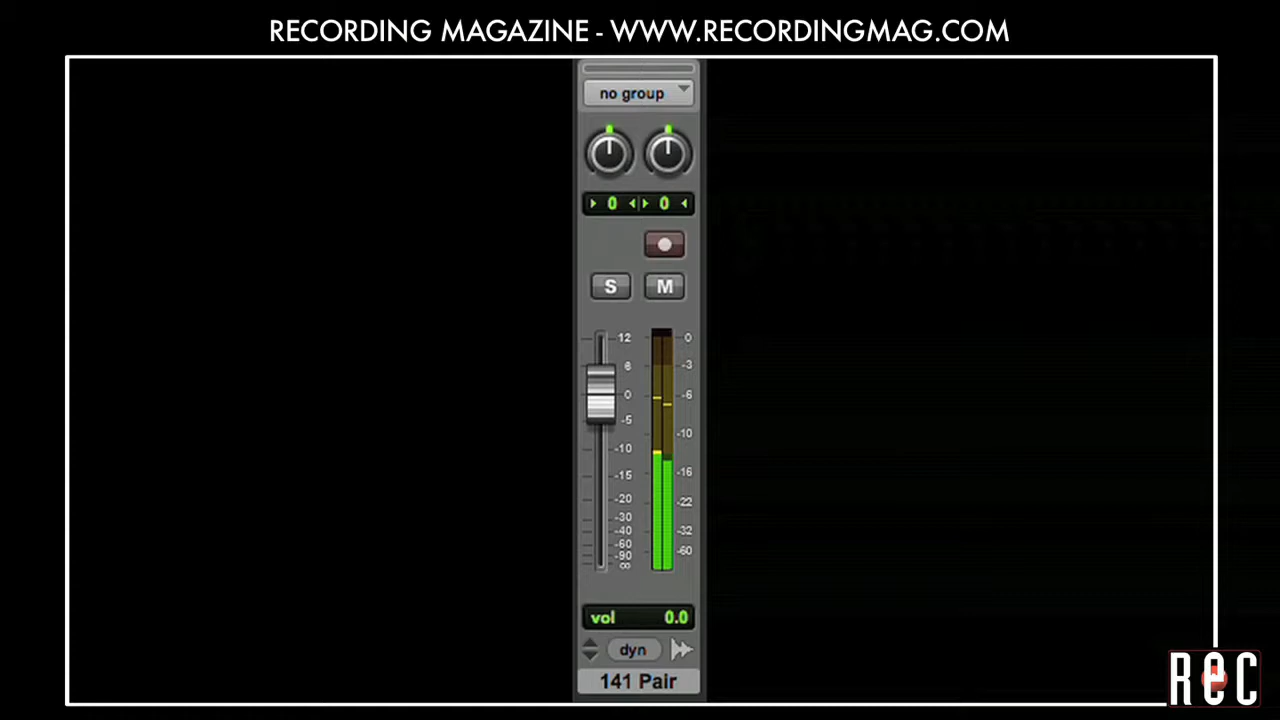 RECORDING MAGAZINE - WWW.RECORDINGMAG.COM
no group
0 0
S M
12 0
6 -3
0 -6
-5
-10 -10
-15 -16
-20 -22
-30
-40 -32
-60 -60
-90
∞
vol 0.0
dyn
141 Pair
REC